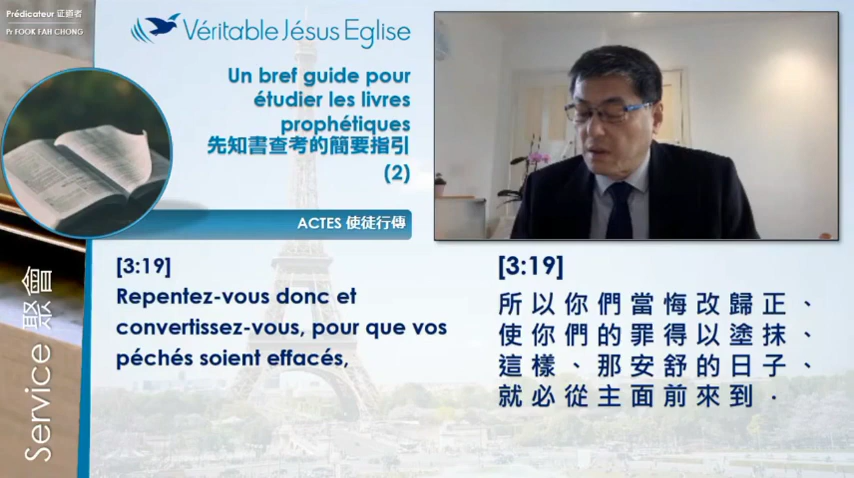 Prédicateur 证道者
Pr FOOK FAH CHONG
Véritable Jésus Eglise
Un bref guide pour
étudier les livres
prophétiques
先知書查考的簡要指引
(2)
ACTES 使徒行傳
Service 聚會
[3:19]
Repentez-vous donc et
convertissez-vous, pour que vos
péchés soient effacés,
[3:19]
所以你們當悔改歸正、
使你們的罪得以塗抹、
這樣、那安舒的日子、
就必從主面前來到．